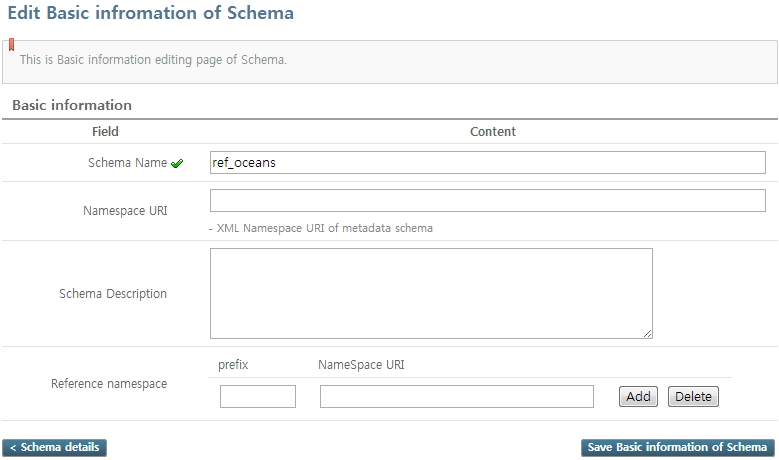 Edit Basic infromation of Schema
This is Basic information editing page of Schema.
Basic information
Field Content
Schema Name ref_oceans
Namespace URI
- XML Namespace URI of metadata schema
Schema Description
prefix NameSpace URI
Reference namespace Add Delete
< Schema details Save Basic information of Schema